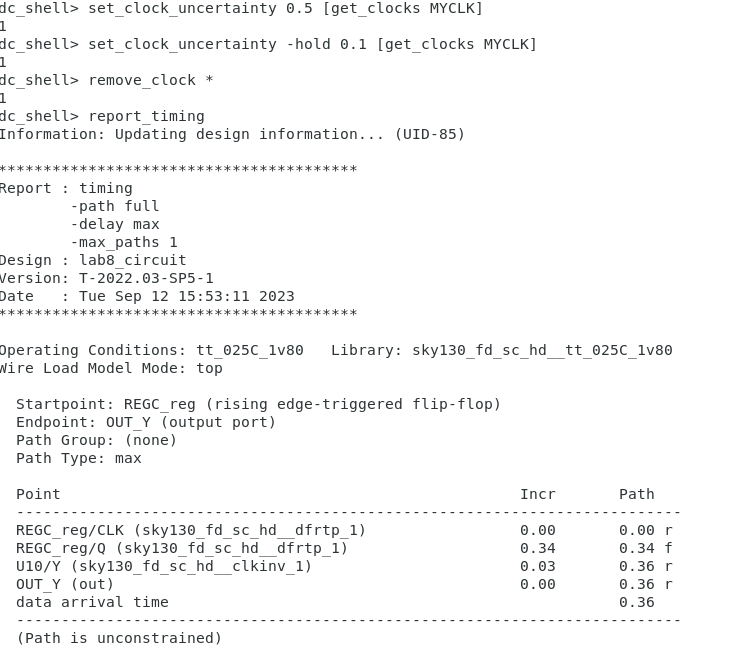 dc_shell> set_clock_uncertainty 0.5 [get_clocks MYCLK]
1
dc_shell> set_clock_uncertainty -hold 0.1 [get_clocks MYCLK]
1
dc_shell> remove_clock *
1
dc_shell> report_timing
Information: Updating design information... (UID-85)

****************************************
Report : timing
        -path full
        -delay max
        -max_paths 1
Design : lab8_circuit
Version: T-2022.03-SP5-1
Date   : Tue Sep 12 15:53:11 2023
****************************************

Operating Conditions: tt_025C_1v80   Library: sky130_fd_sc_hd__tt_025C_1v80
Wire Load Model Mode: top

  Startpoint: REGC_reg (rising edge-triggered flip-flop)
  Endpoint: OUT_Y (output port)
  Path Group: (none)
  Path Type: max

  Point                                                   Incr       Path
  --------------------------------------------------------------------------
  REGC_reg/CLK (sky130_fd_sc_hd__dfrtp_1)                 0.00       0.00 r
  REGC_reg/Q (sky130_fd_sc_hd__dfrtp_1)                   0.34       0.34 f
  U10/Y (sky130_fd_sc_hd__clkinv_1)                       0.03       0.36 r
  OUT_Y (out)                                             0.00       0.36 r
  data arrival time                                                  0.36
  --------------------------------------------------------------------------
  (Path is unconstrained)